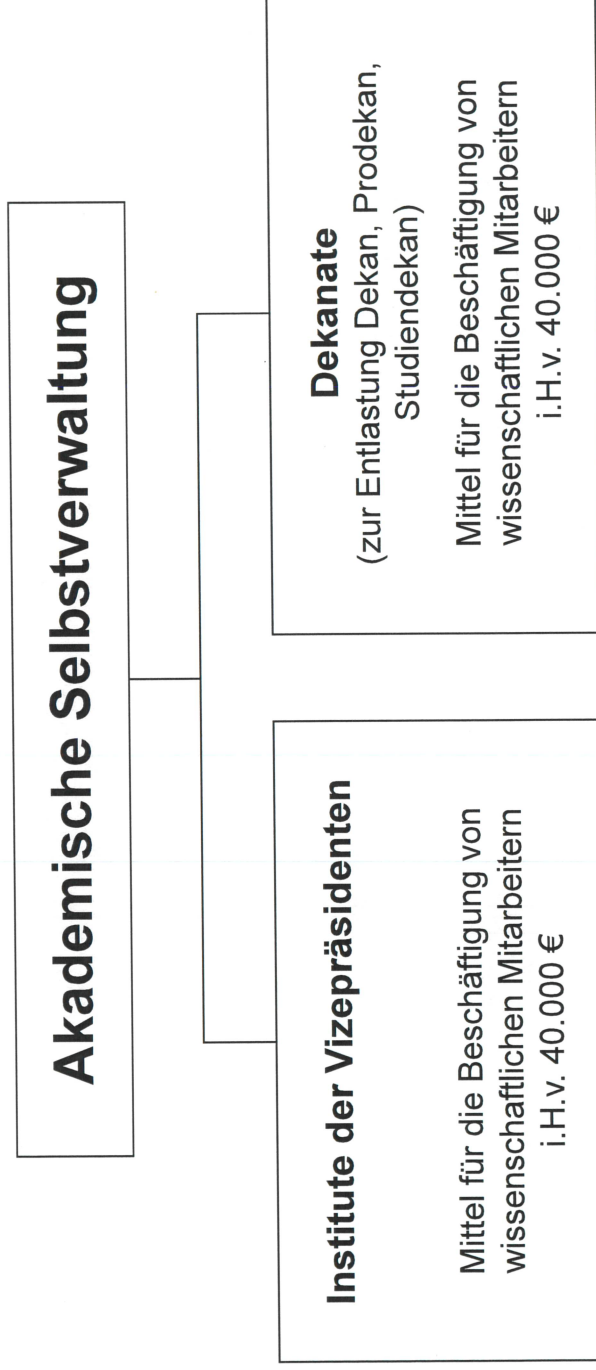 Akademische Selbstverwaltung
Institute der Vizepräsidenten
Mittel für die Beschäftigung von
wissenschaftlichen Mitarbeitern
i.H.v. 40.000 €
Dekanate
(zur Entlastung Dekan, Prodekan,
Studiendekan)
Mittel für die Beschäftigung von
wissenschaftlichen Mitarbeitern
i.H.v. 40.000 €